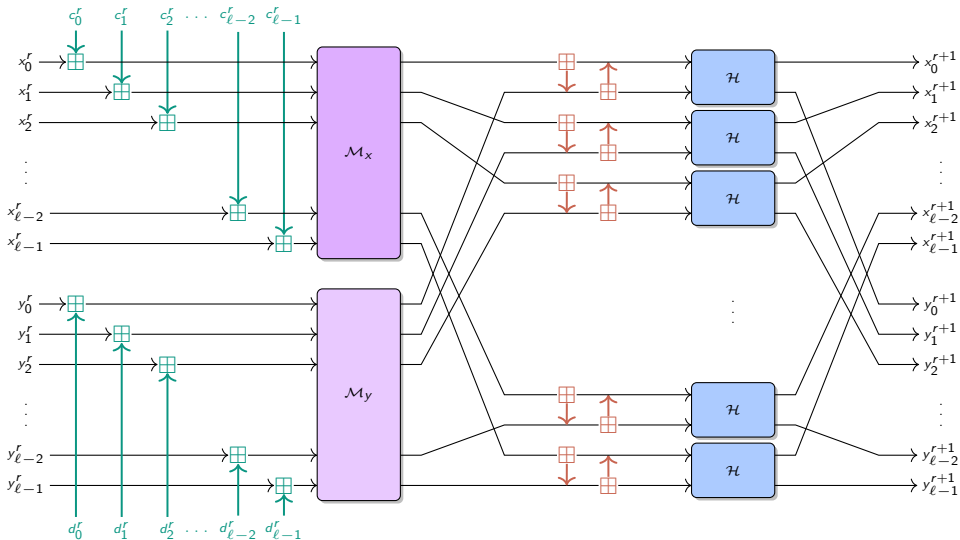 c_0^r c_1^r c_2^r . . . c_{ℓ−2}^r c_{ℓ−1}^r
x_0^r ℋ x_0^{r+1}
x_1^r x_1^{r+1}
x_2^r ℋ x_2^{r+1}
ℳ_x
. . . ℋ . . .
x_{ℓ−2}^r x_{ℓ−2}^{r+1}
x_{ℓ−1}^r x_{ℓ−1}^{r+1}
y_0^r . . . y_0^{r+1}
y_1^r y_1^{r+1}
y_2^r y_2^{r+1}
ℳ_y
. . . ℋ . . .
y_{ℓ−2}^r ℋ y_{ℓ−2}^{r+1}
y_{ℓ−1}^r y_{ℓ−1}^{r+1}
d_0^r d_1^r d_2^r . . . d_{ℓ−2}^r d_{ℓ−1}^r